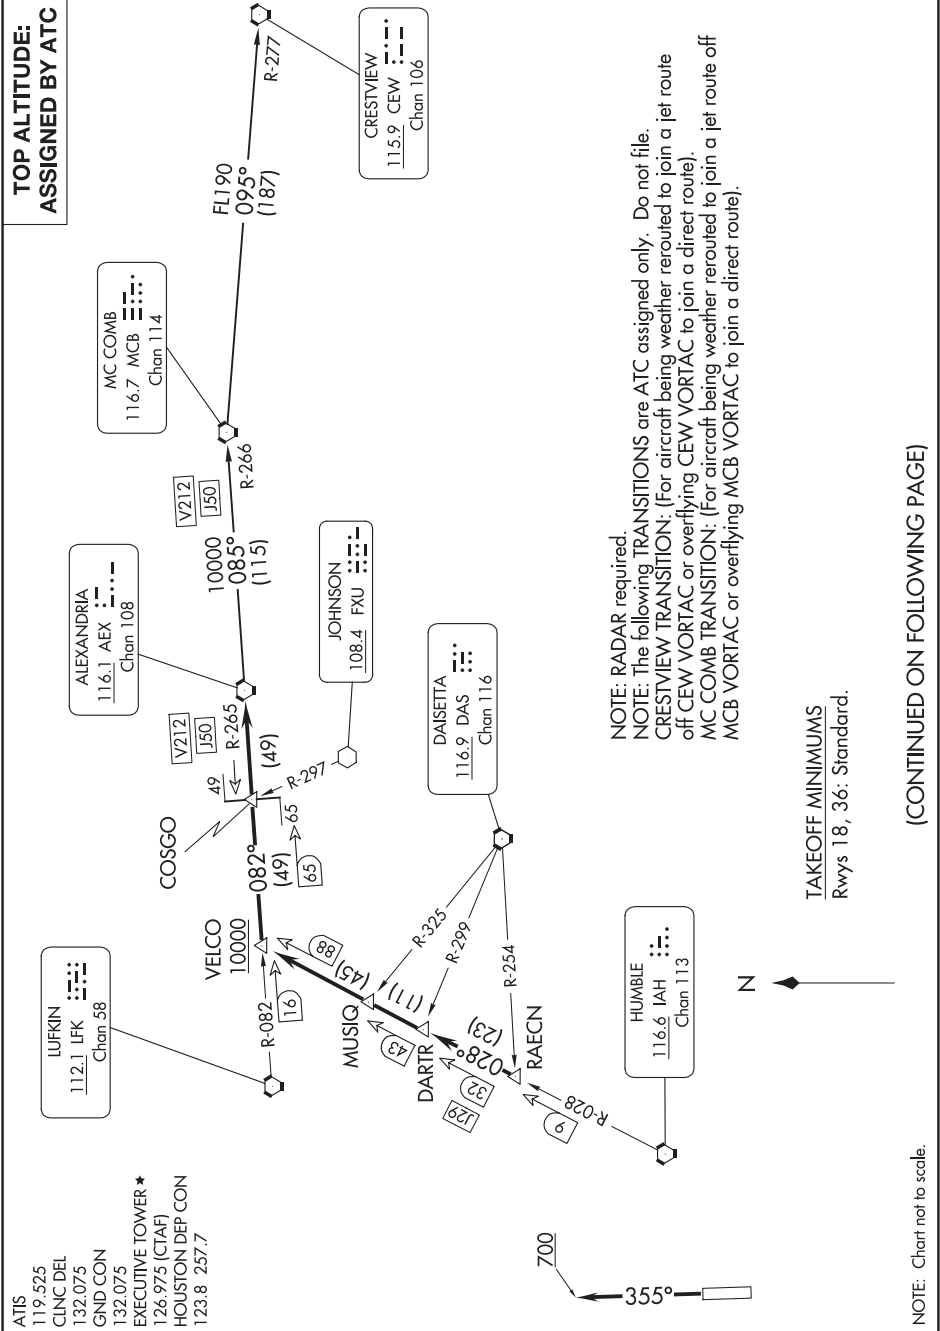 TOP ALTITUDE:
ASSIGNED BY ATC
ATIS
119.525
CLNC DEL
132.075
GND CON
132.075
EXECUTIVE TOWER ★
126.975 (CTAF)
HOUSTON DEP CON
123.8 257.7
LUFKIN
112.1 LFK
Chan 58
ALEXANDRIA
116.1 AEX
Chan 108
MC COMB
116.7 MCB
Chan 114
CRESTVIEW
115.9 CEW
Chan 106
JOHNSON
108.4 FXU
DAISETTA
116.9 DAS
Chan 116
HUMBLE
116.6 IAH
Chan 113
R-277
FL190
095°
(187)
V212
J50
R-266
10000
085°
(115)
V212
J50
R-265
(49)
49
R-297
65
65
COSGO
082°
(49)
VELCO
10000
R-082
16
88
(45)
MUSIQ
R-325
(11)
43
DARTR
R-299
32
J29
028°
(23)
R-254
RAECN
9
R-028
700
355°
N
NOTE: RADAR required.
NOTE: The following TRANSITIONS are ATC assigned only. Do not file.
CRESTVIEW TRANSITION: (For aircraft being weather rerouted to join a jet route
off CEW VORTAC or overflying CEW VORTAC to join a direct route).
MC COMB TRANSITION: (For aircraft being weather rerouted to join a jet route off
MCB VORTAC or overflying MCB VORTAC to join a direct route).
TAKEOFF MINIMUMS
Rwys 18, 36: Standard.
(CONTINUED ON FOLLOWING PAGE)
NOTE: Chart not to scale.